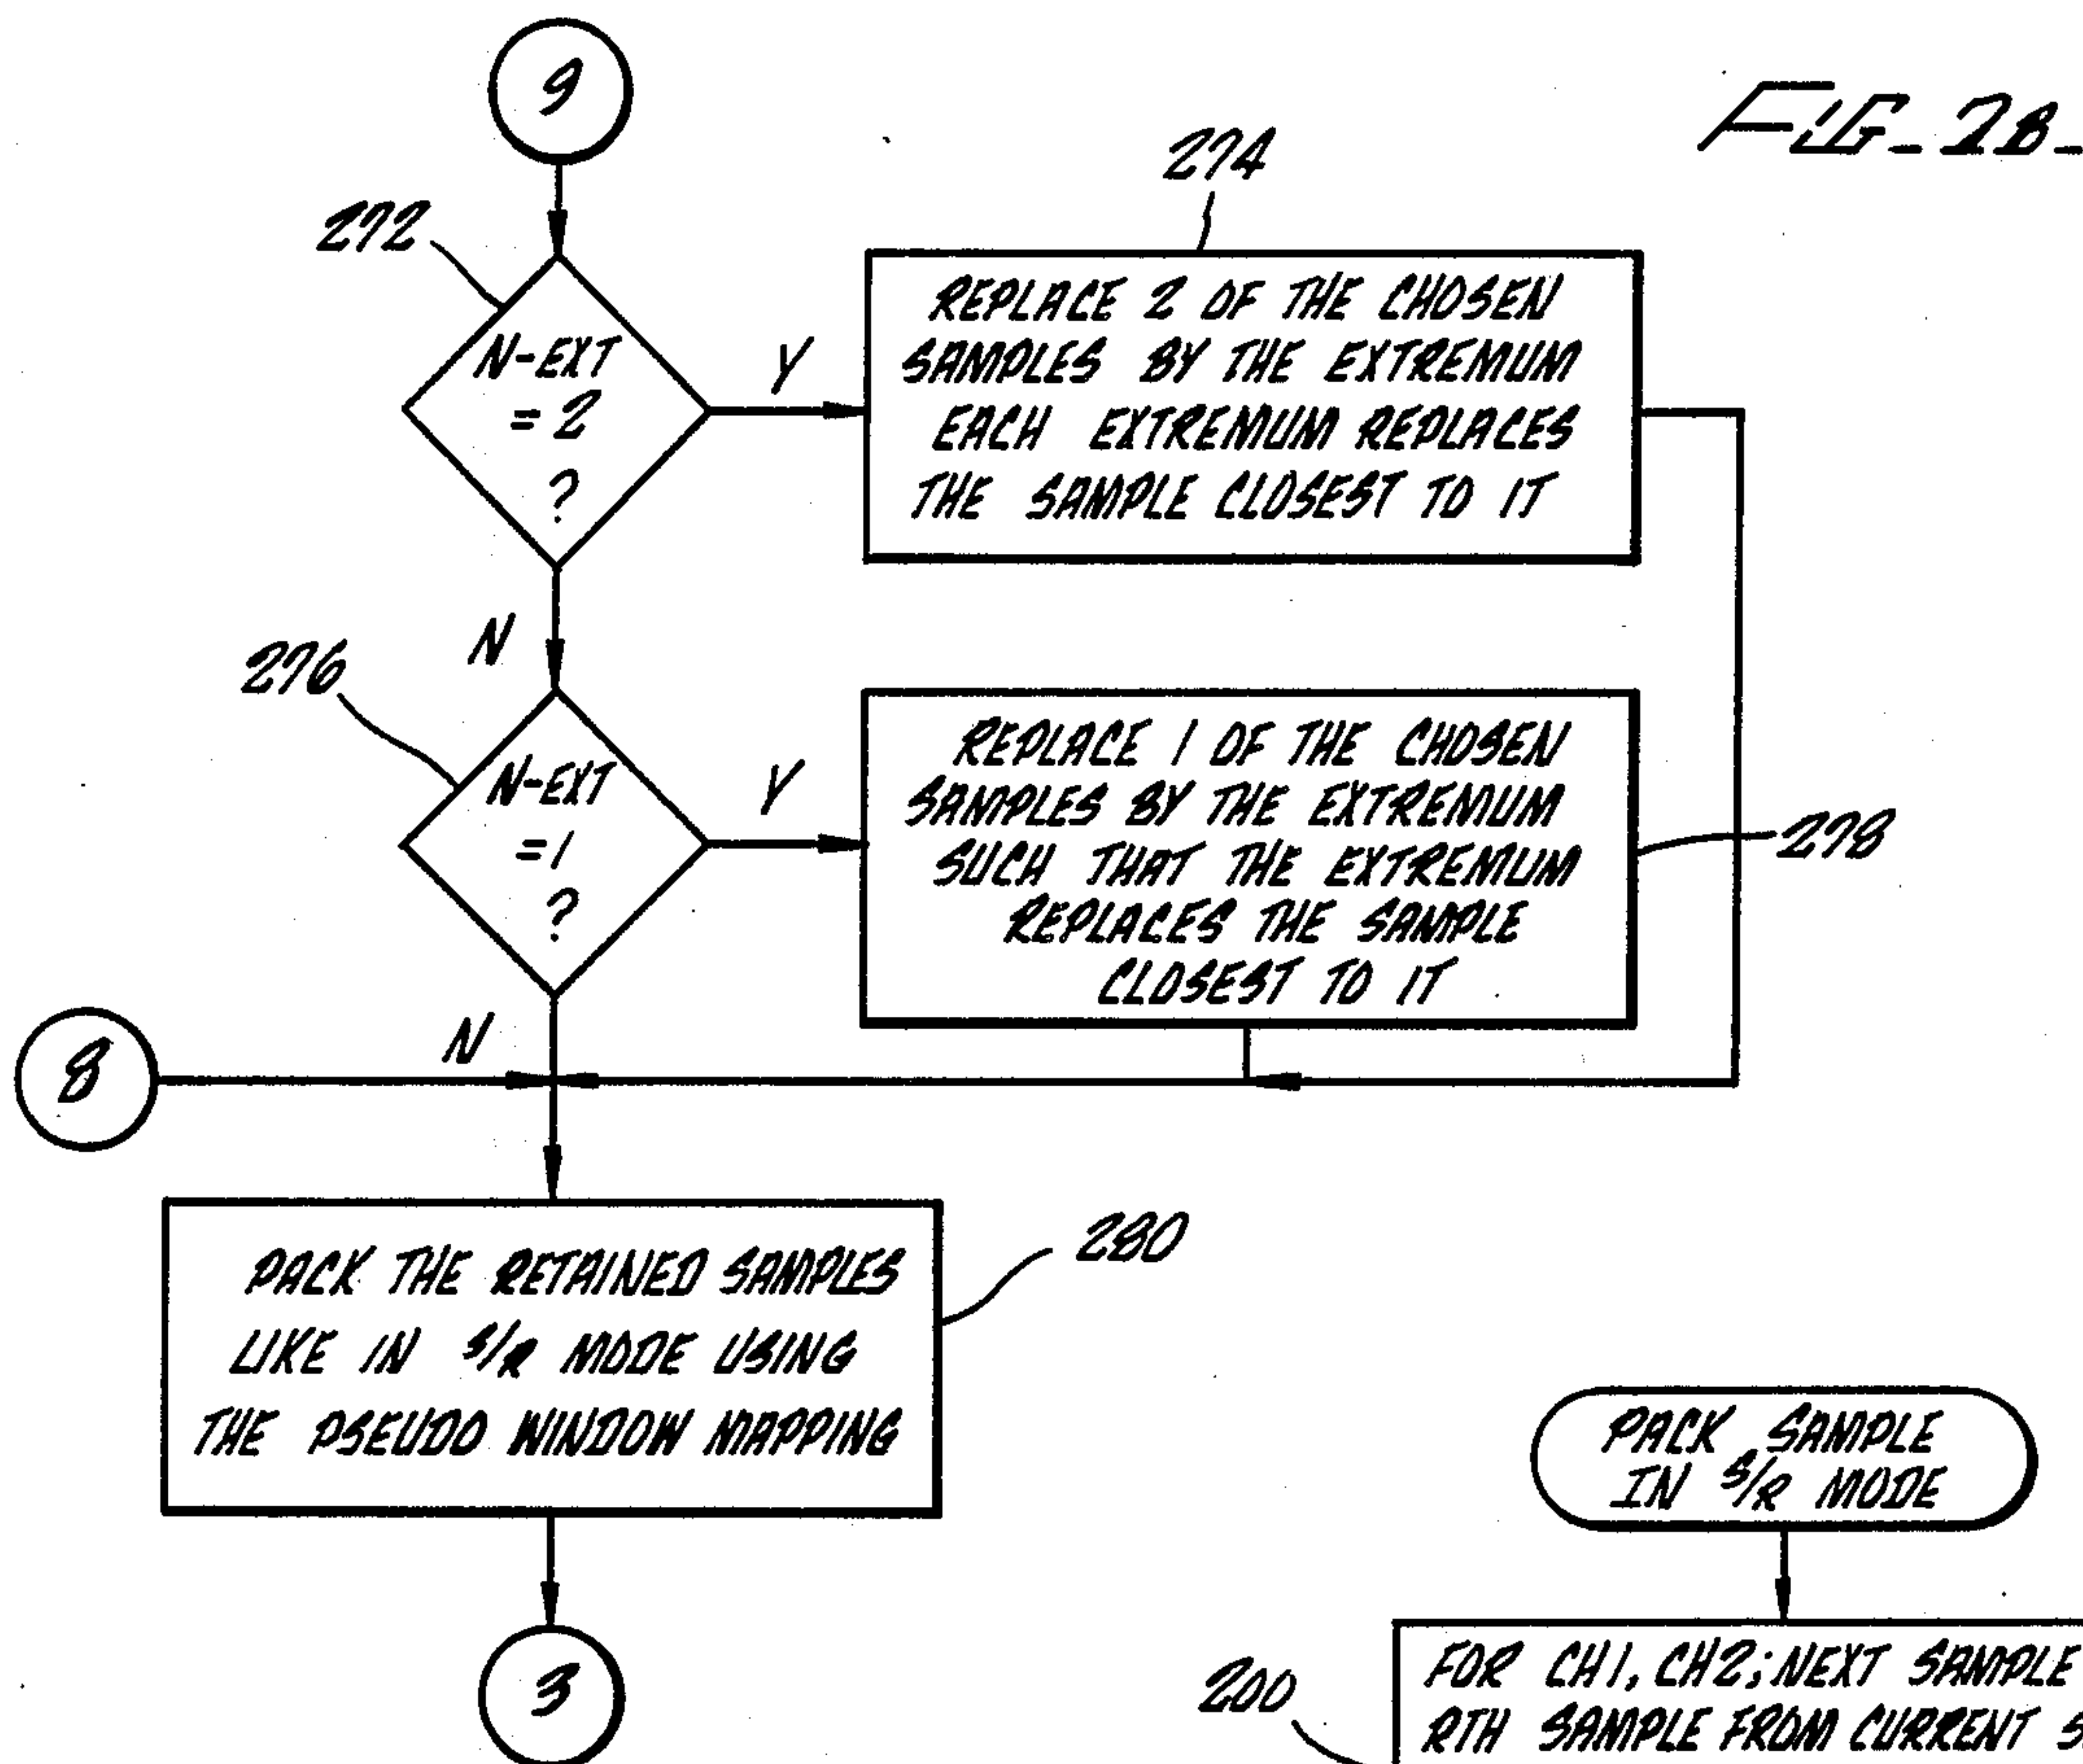 9
FIG_
274
272
REPLACE 2 OF THE CHOSEN
SAMPLES BY THE EXTREMUM
EACH EXTREMUM REPLACES
THE SAMPLE CLOSEST TO IT
N-EXT
= 2
?
Y
N
276
REPLACE 1 OF THE CHOSEN
SAMPLES BY THE EXTREMUM
SUCH THAT THE EXTREMUM
REPLACES THE SAMPLE
CLOSEST TO IT
N-EXT
=1
?
Y
278
N
8
280
PACK THE RETAINED SAMPLES
LIKE IN S/R MODE USING
THE PSEUDO WINDOW MAPPING
3
PACK SAMPLE
IN S/R MODE
200
FOR CH1, CH2; NEXT SAMPLE
RTH SAMPLE FROM CURRENT